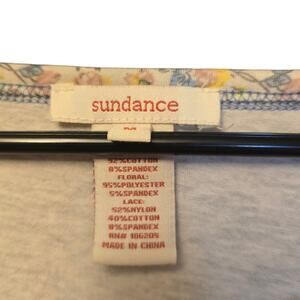 sundance
M
92%COTTON
8%SPANDEX
FLORAL:
95%POLYESTER
5%SPANDEX
LACE:
52%NYLON
40%COTTON
8%SPANDEX
RN# 106205
MADE IN CHINA